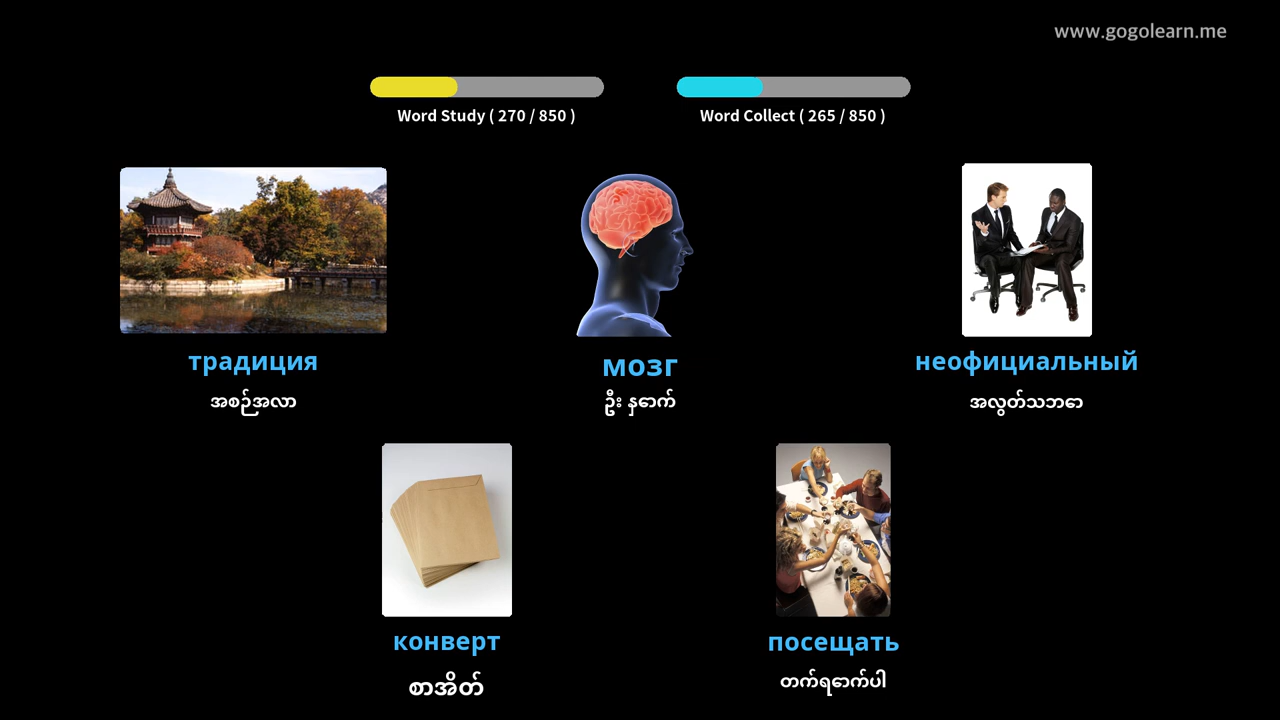 www.gogolearn.me
Word Study ( 270 / 850 )
Word Collect ( 265 / 850 )
традиция
мозг
неофициальный
အစဉ်အလာ
ဦး နှောက်
အလွတ်သဘော
конверт
посещать
စာအိတ်
တက်ရောက်ပါ